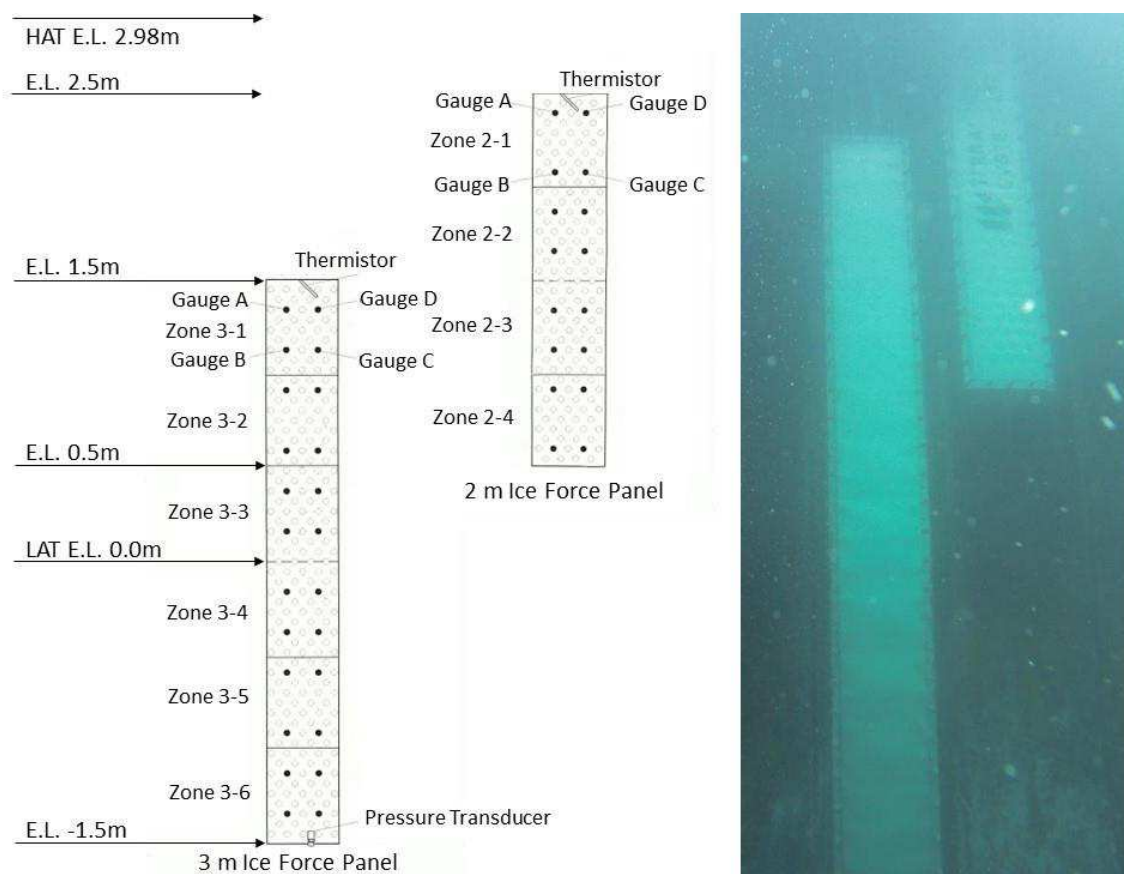 HAT E.L. 2.98m
E.L. 2.5m
Thermistor
Gauge A
Gauge D
Zone 2-1
Gauge B
Gauge C
Zone 2-2
E.L. 1.5m
Thermistor
Gauge A
Gauge D
Zone 3-1
Zone 2-3
Gauge B
Gauge C
Zone 3-2
Zone 2-4
E.L. 0.5m
2 m Ice Force Panel
Zone 3-3
LAT E.L. 0.0m
Zone 3-4
Zone 3-5
Zone 3-6
Pressure Transducer
E.L. -1.5m
3 m Ice Force Panel